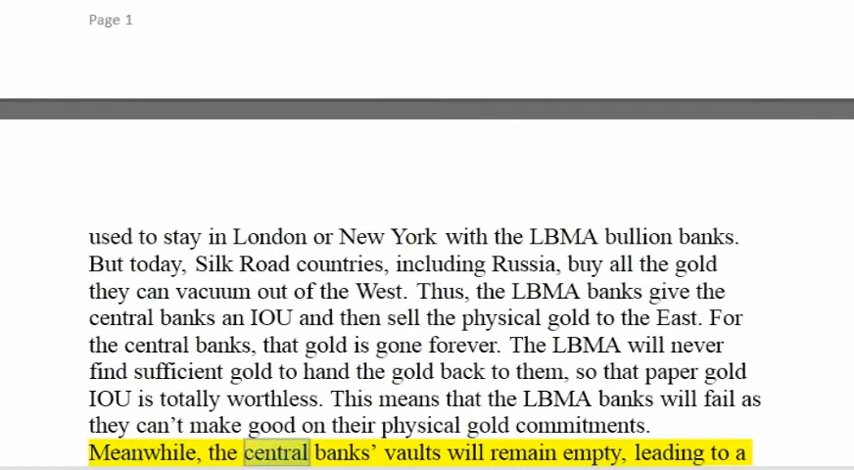 Page 1
used to stay in London or New York with the LBMA bullion banks.
But today, Silk Road countries, including Russia, buy all the gold
they can vacuum out of the West. Thus, the LBMA banks give the
central banks an IOU and then sell the physical gold to the East. For
the central banks, that gold is gone forever. The LBMA will never
find sufficient gold to hand the gold back to them, so that paper gold
IOU is totally worthless. This means that the LBMA banks will fail as
they can’t make good on their physical gold commitments.
Meanwhile, the central banks’ vaults will remain empty, leading to a